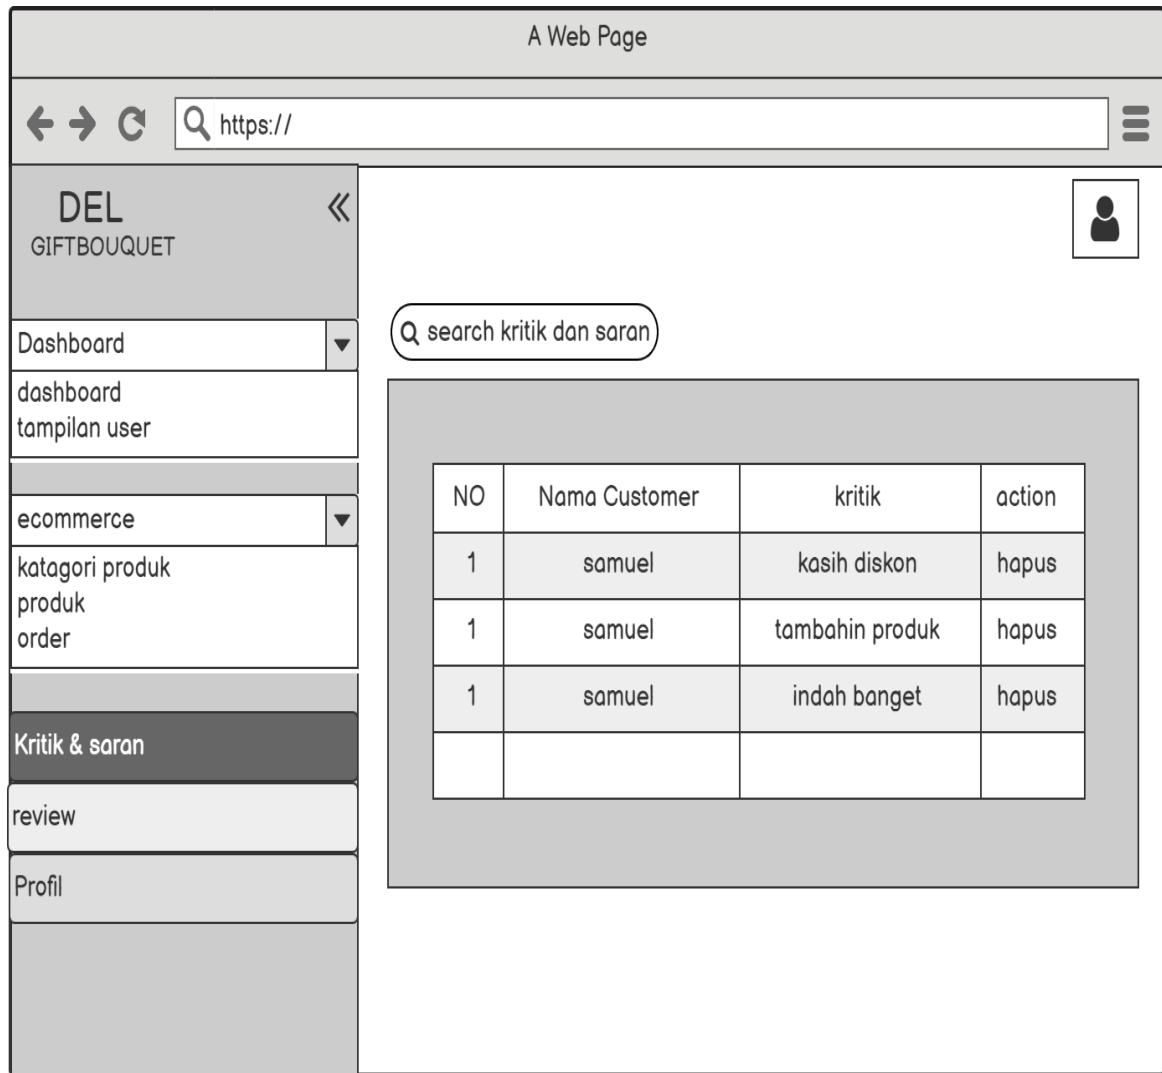 A Web Page
https://
DEL
GIFTBOUQUET
Dashboard
dashboard
tampilan user
ecommerce
katagori produk
produk
order
Kritik & saran
review
Profil
search kritik dan saran
NO Nama Customer kritik action
1 samuel kasih diskon hapus
1 samuel tambahin produk hapus
1 samuel indah banget hapus